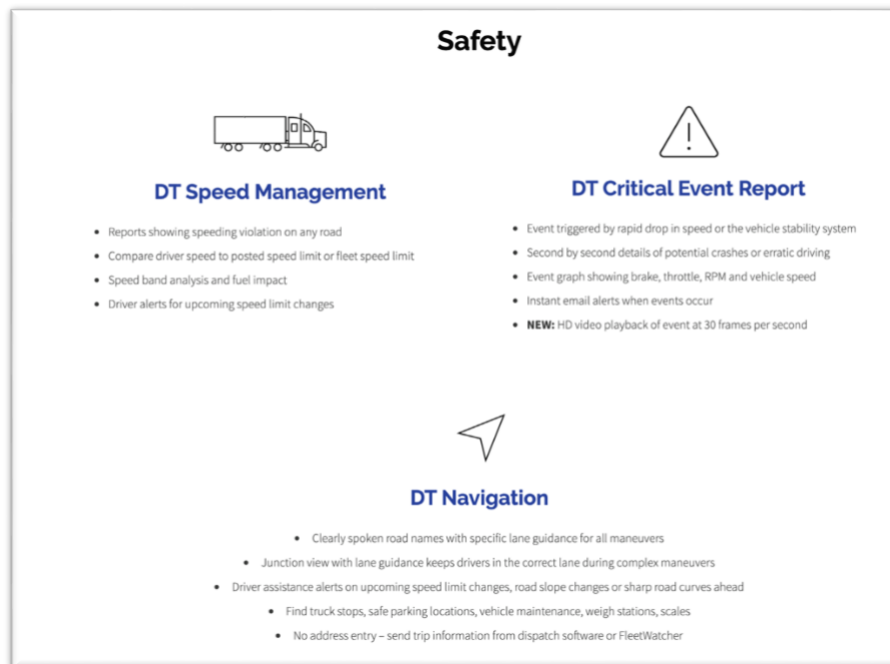 Safety
DT Speed Management
• Reports showing speeding violation on any road
• Compare driver speed to posted speed limit or fleet speed limit
• Speed band analysis and fuel impact
• Driver alerts for upcoming speed limit changes
DT Critical Event Report
• Event triggered by rapid drop in speed or the vehicle stability system
• Second by second details of potential crashes or erratic driving
• Event graph showing brake, throttle, RPM and vehicle speed
• Instant email alerts when events occur
• NEW: HD video playback of event at 30 frames per second
DT Navigation
• Clearly spoken road names with specific lane guidance for all maneuvers
• Junction view with lane guidance keeps drivers in the correct lane during complex maneuvers
• Driver assistance alerts on upcoming speed limit changes, road slope changes or sharp road curves ahead
• Find truck stops, safe parking locations, vehicle maintenance, weigh stations, scales
• No address entry – send trip information from dispatch software or FleetWatcher